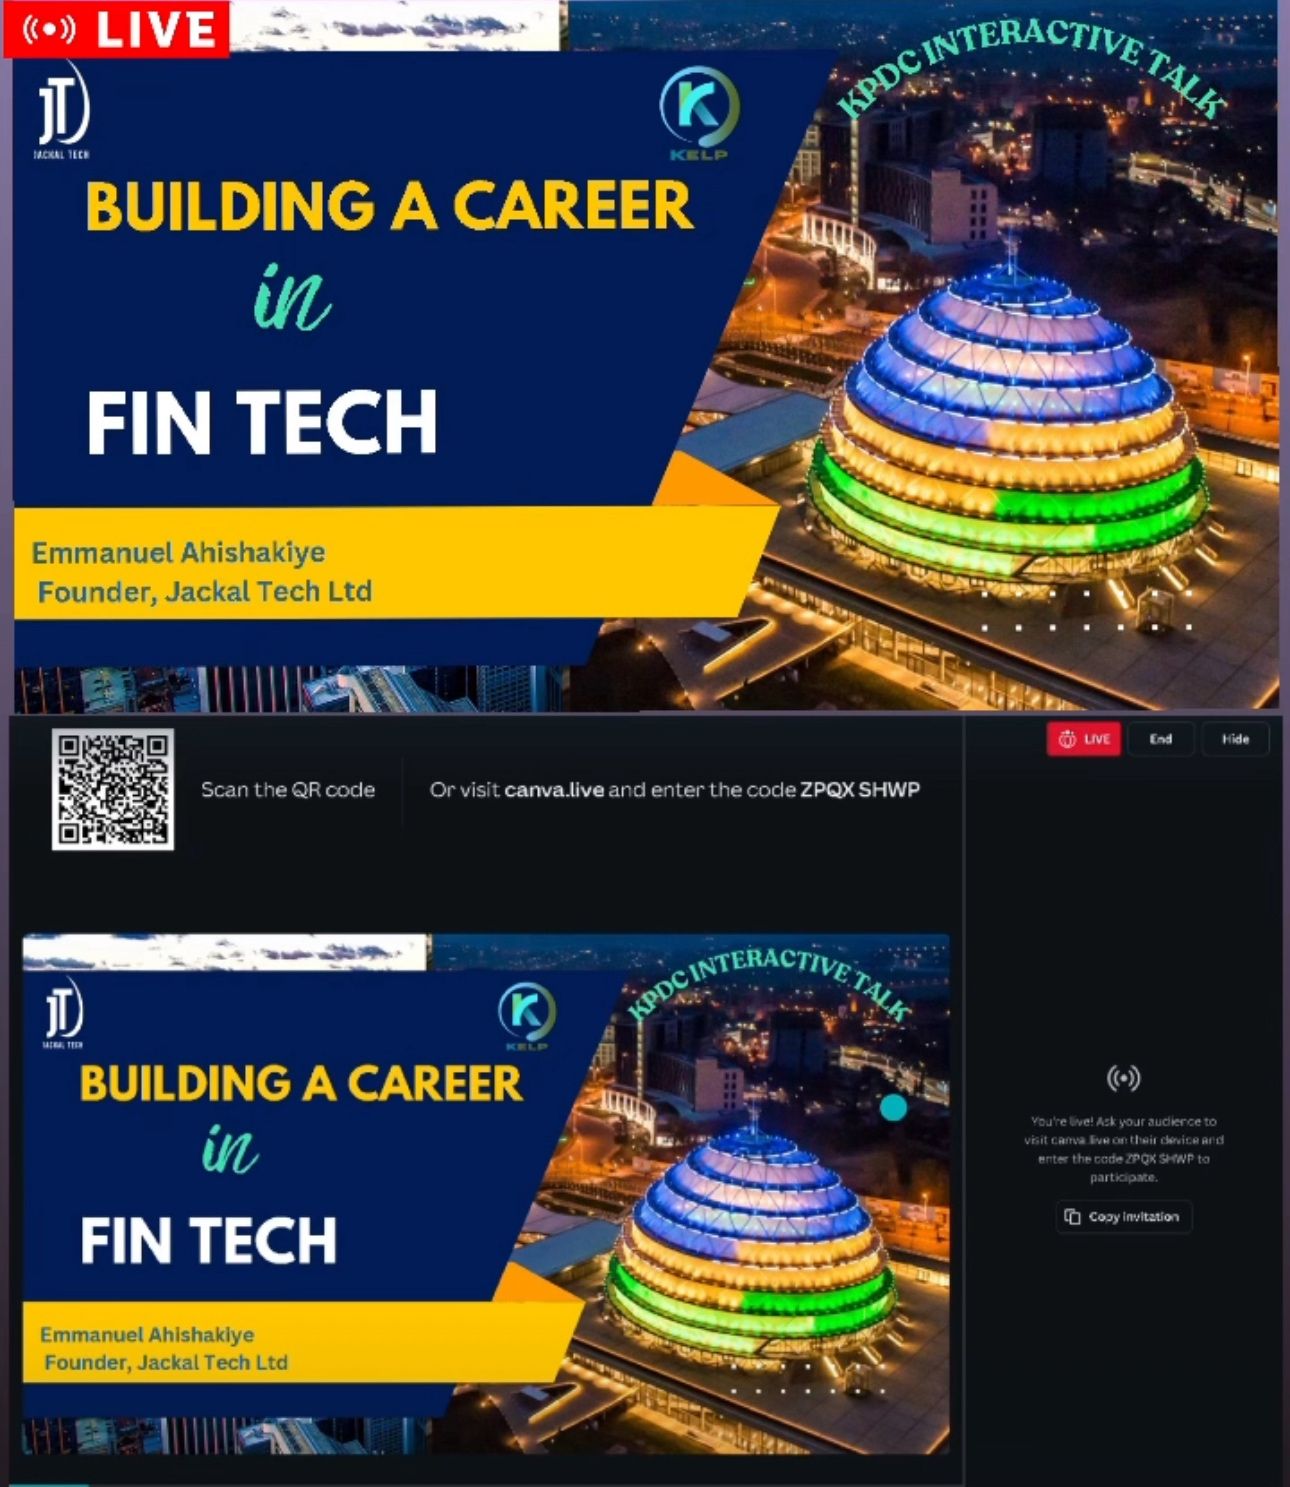 LIVE
JT
JACKAL TECH
K
KELP
KPDC INTERACTIVE TALK
BUILDING A CAREER
in
FIN TECH
Emmanuel Ahishakiye
Founder, Jackal Tech Ltd
Scan the QR code
Or visit canva.live and enter the code ZPQX SHWP
LIVE
End
Hide
JT
JACKAL TECH
K
KELP
KPDC INTERACTIVE TALK
BUILDING A CAREER
in
FIN TECH
Emmanuel Ahishakiye
Founder, Jackal Tech Ltd
You're live! Ask your audience to
visit canva.live on their device and
enter the code ZPQX SHWP to
participate.
Copy invitation